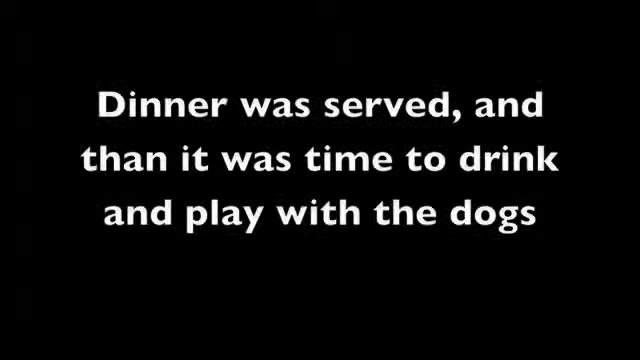 Dinner was served, and
than it was time to drink
and play with the dogs